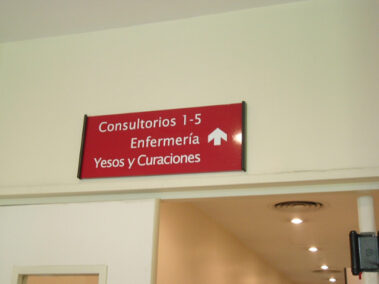 Consultorios 1-5
Enfermería
Yesos y Curaciones